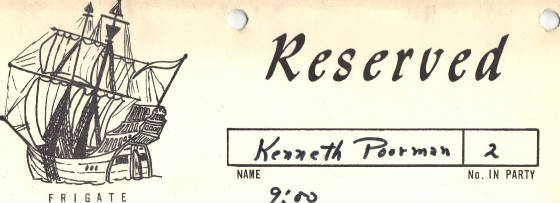 Reserved
Kenneth Poorman 2
NAME No. IN PARTY
FRIGATE
9:00